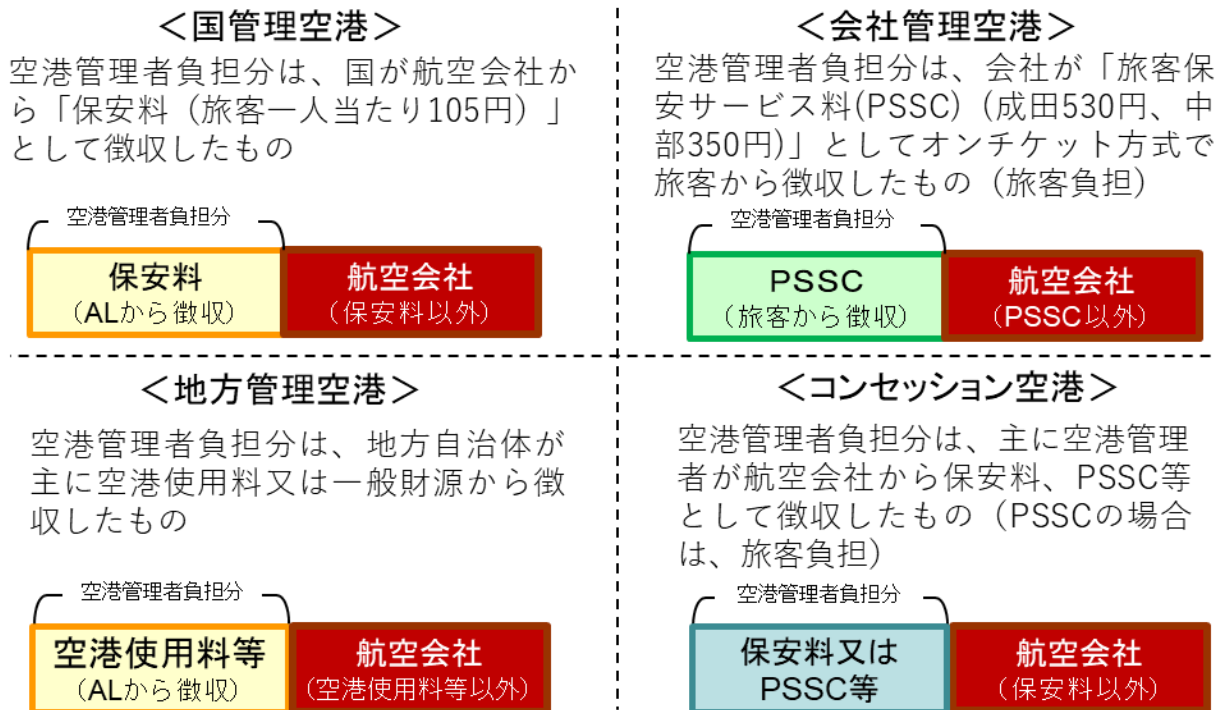 ＜国管理空港＞
空港管理者負担分は、国が航空会社か
ら「保安料（旅客一人当たり105円）」
として徴収したもの
空港管理者負担分
保安料
（ALから徴収）
航空会社
（保安料以外）
＜会社管理空港＞
空港管理者負担分は、会社が「旅客保
安サービス料(PSSC)（成田530円、中
部350円)」としてオンチケット方式で
旅客から徴収したもの（旅客負担）
空港管理者負担分
PSSC
（旅客から徴収）
航空会社
（PSSC以外）
＜地方管理空港＞
空港管理者負担分は、地方自治体が
主に空港使用料又は一般財源から徴
収したもの
空港管理者負担分
空港使用料等
（ALから徴収）
航空会社
（空港使用料等以外）
＜コンセッション空港＞
空港管理者負担分は、主に空港管理
者が航空会社から保安料、PSSC等
として徴収したもの（PSSCの場合
は、旅客負担）
空港管理者負担分
保安料又は
PSSC等
航空会社
（保安料以外）